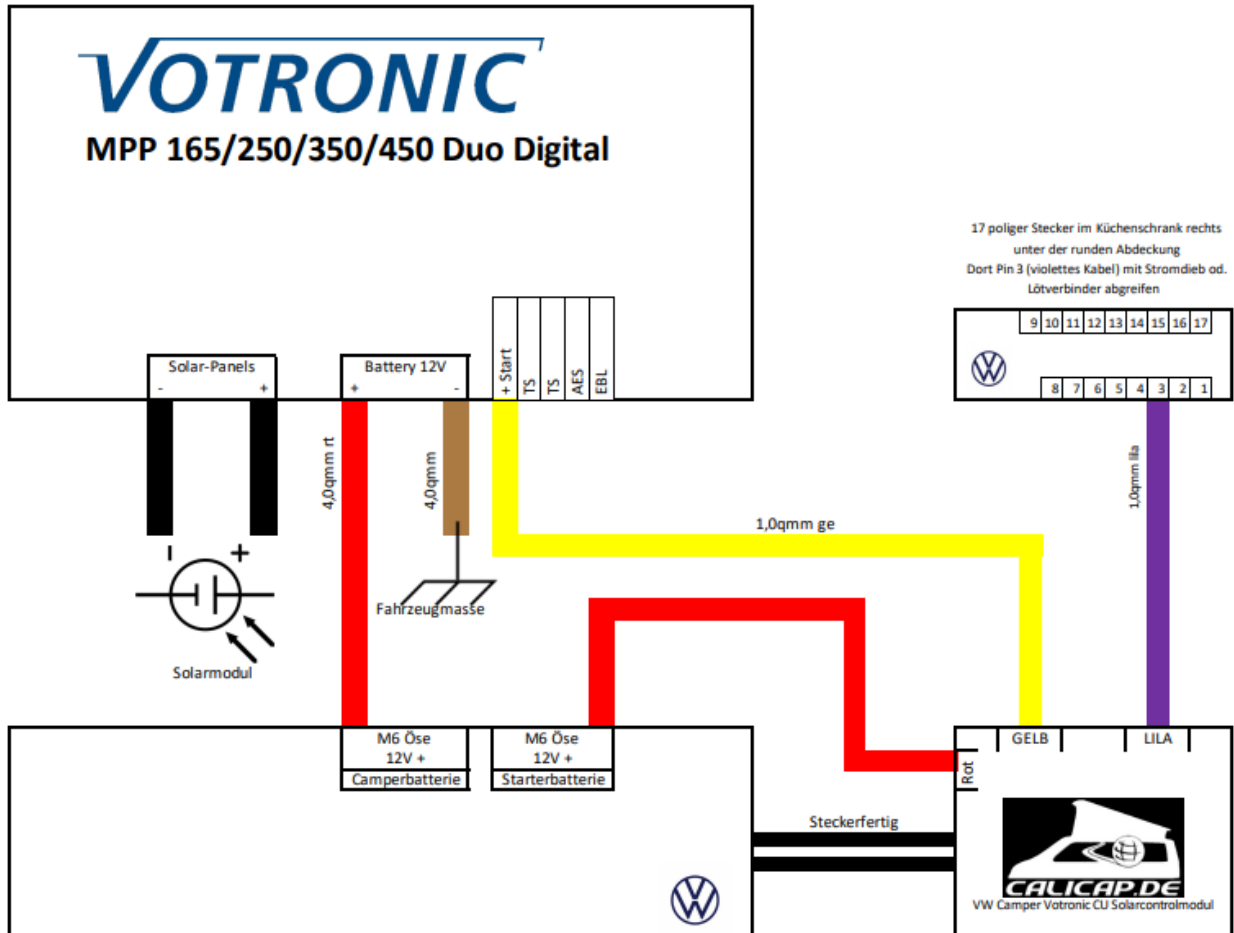 VOTRONIC
MPP 165/250/350/450 Duo Digital
17 poliger Stecker im Küchenschrank rechts
unter der runden Abdeckung
Dort Pin 3 (violettes Kabel) mit Stromdieb od.
Lötverbinder abgreifen
9 10 11 12 13 14 15 16 17
8 7 6 5 4 3 2 1
Solar-Panels
- +
Battery 12V
+ -
+ Start
TS
TS
AES
EBL
4,0qmm rt
4,0qmm
1,0qmm lila
1,0qmm ge
Fahrzeugmasse
- +
Solarmodul
M6 Öse
12V +
Camperbatterie
M6 Öse
12V +
Starterbatterie
GELB
LILA
Rot
Steckerfertig
CALICAP.DE
VW Camper Votronic CU Solarcontrolmodul